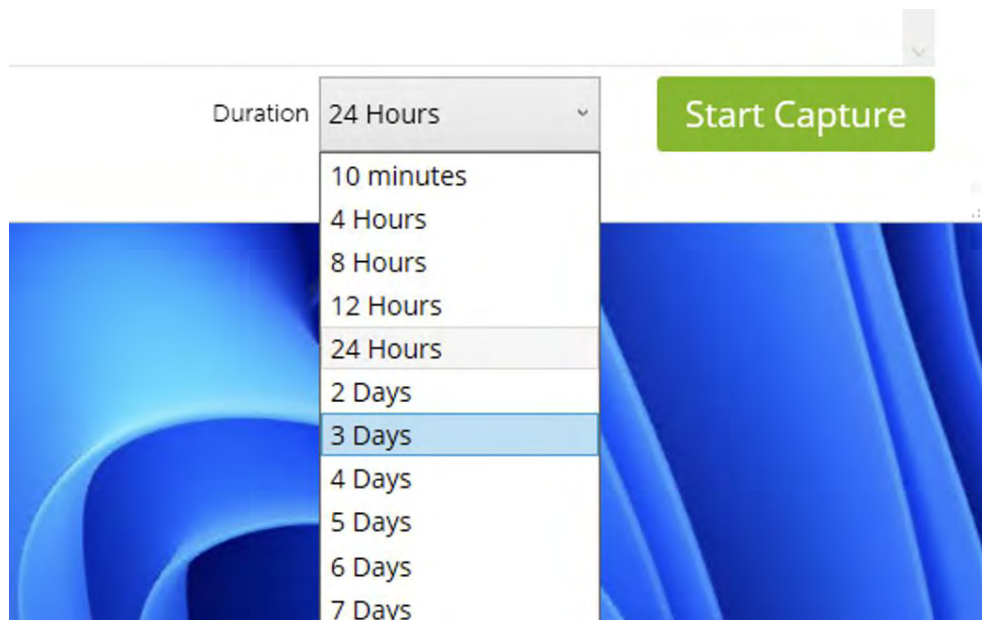 Duration 24 Hours Start Capture
10 minutes
4 Hours
8 Hours
12 Hours
24 Hours
2 Days
3 Days
4 Days
5 Days
6 Days
7 Days